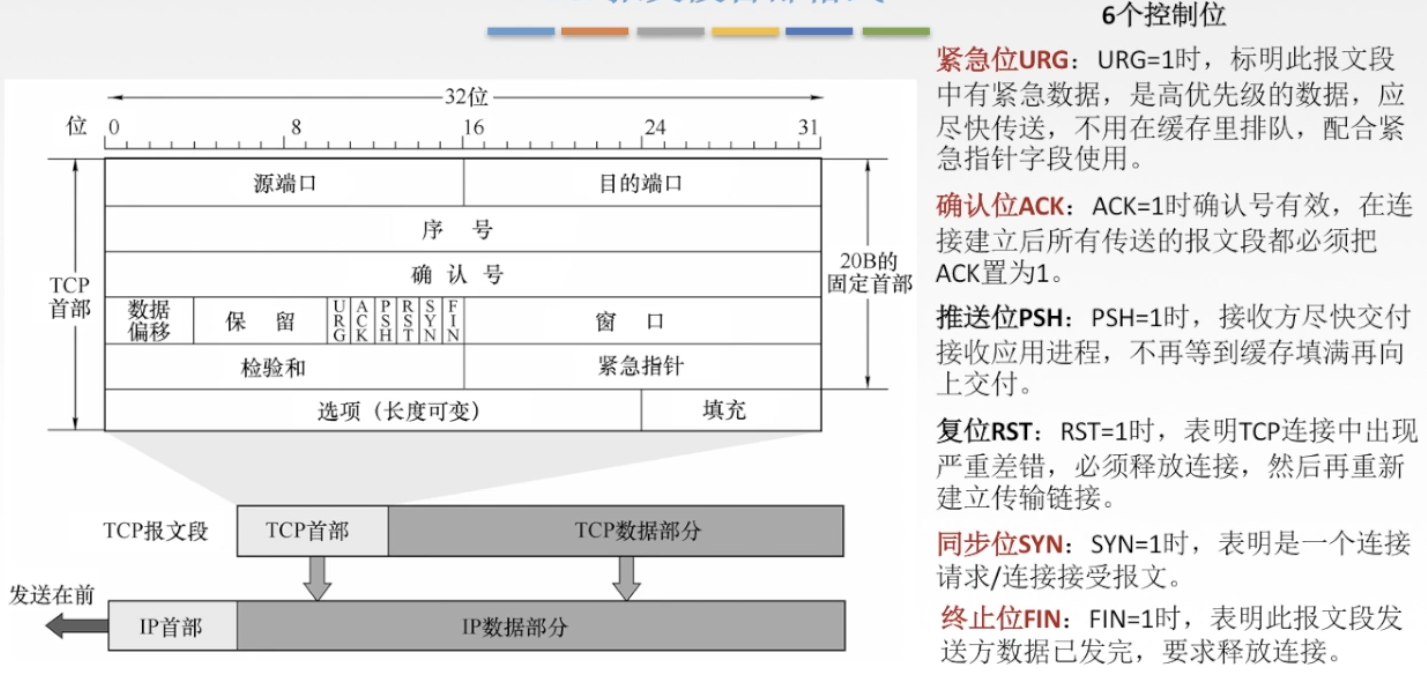 6个控制位
32位
位 0 8 16 24 31
源端口 目的端口
序 号
确 认 号
TCP
首部
20B的
固定首部
数据
偏移
保 留
URG ACK PSH RST SYN FIN
窗 口
检验和 紧急指针
选项（长度可变） 填充
TCP报文段 TCP首部 TCP数据部分
发送在前
IP首部 IP数据部分
紧急位URG：URG=1时，标明此报文段
中有紧急数据，是高优先级的数据，应
尽快传送，不用在缓存里排队，配合紧
急指针字段使用。
确认位ACK：ACK=1时确认号有效，在连
接建立后所有传送的报文段都必须把
ACK置为1。
推送位PSH：PSH=1时，接收方尽快交付
接收应用进程，不再等到缓存填满再向
上交付。
复位RST：RST=1时，表明TCP连接中出现
严重差错，必须释放连接，然后再重新
建立传输链接。
同步位SYN：SYN=1时，表明是一个连接
请求/连接接受报文。
终止位FIN：FIN=1时，表明此报文段发
送方数据已发完，要求释放连接。